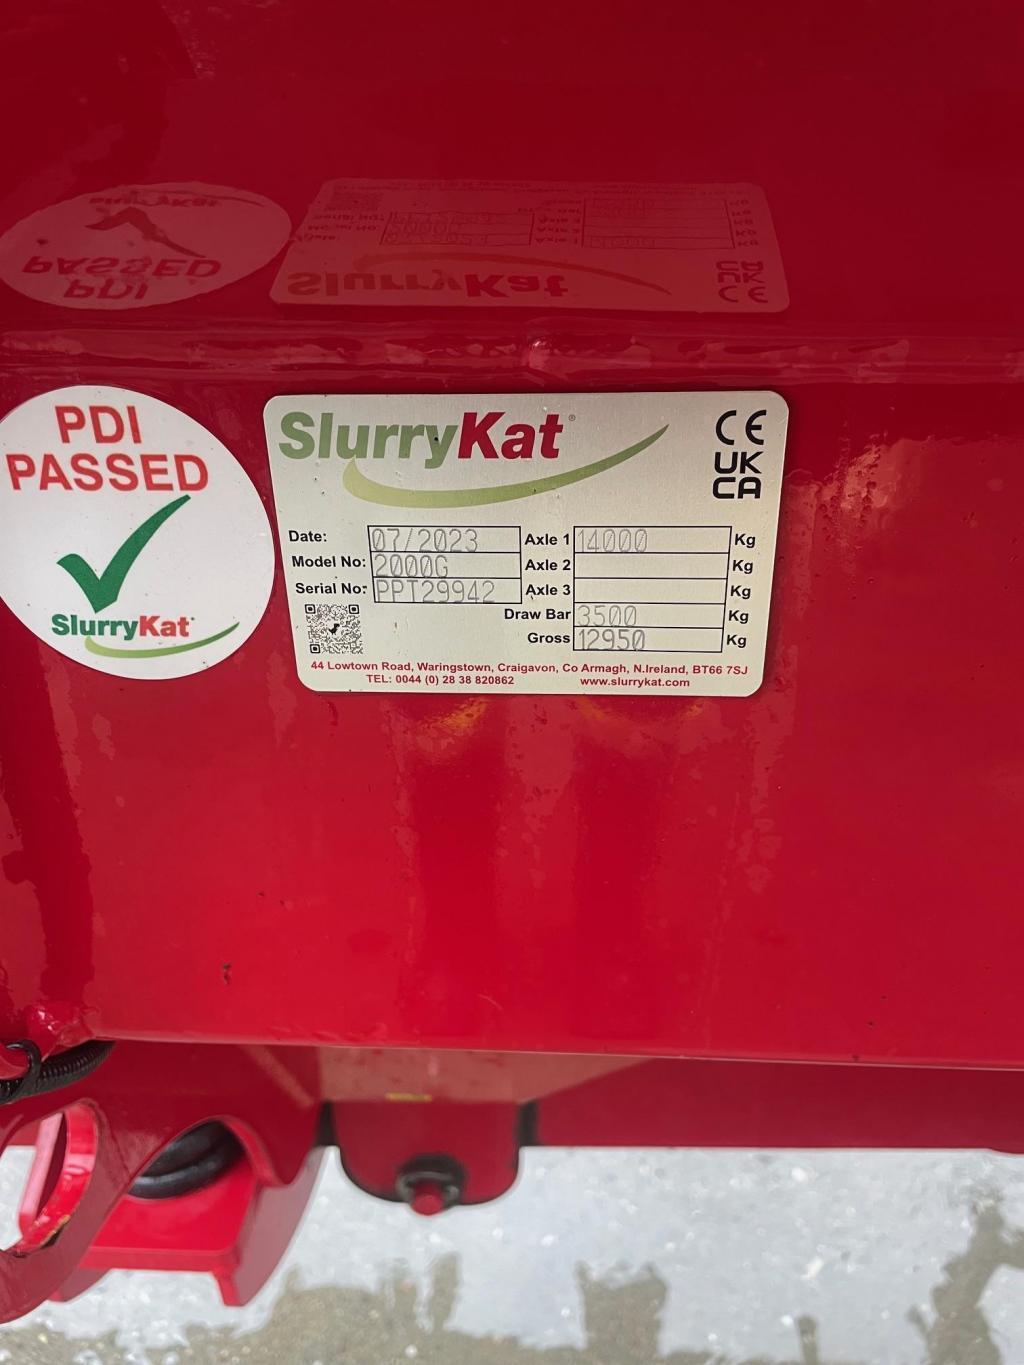 PDI
PASSED
SlurryKat
SlurryKat®
CE
UK
CA
Date: 07/2023 Axle 1 14000 Kg
Model No: 2000G Axle 2 Kg
Serial No: PPT29942 Axle 3 Kg
Draw Bar 3500 Kg
Gross 12950 Kg
44 Lowtown Road, Waringstown, Craigavon, Co Armagh, N.Ireland, BT66 7SJ
TEL: 0044 (0) 28 38 820862 www.slurrykat.com